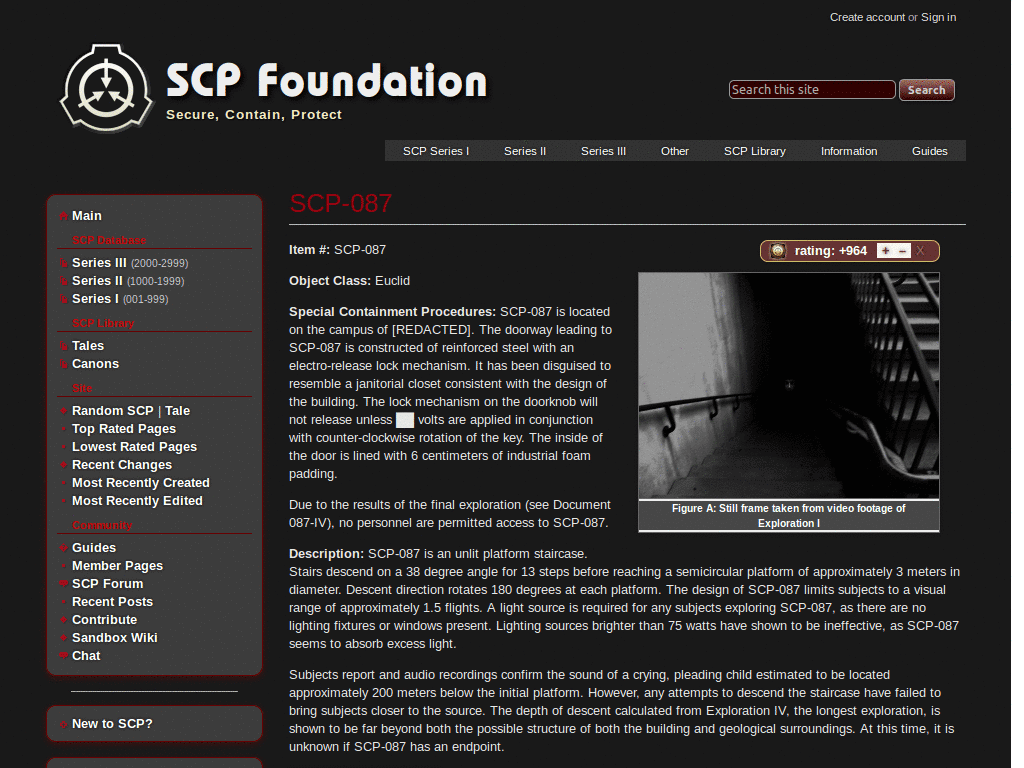 Create account or Sign in
SCP Foundation
Secure, Contain, Protect
Search this site
Search
SCP Series I
Series II
Series III
Other
SCP Library
Information
Guides
Main
SCP Database
Series III (2000-2999)
Series II (1000-1999)
Series I (001-999)
SCP Library
Tales
Canons
Site
Random SCP | Tale
Top Rated Pages
Lowest Rated Pages
Recent Changes
Most Recently Created
Most Recently Edited
Community
Guides
Member Pages
SCP Forum
Recent Posts
Contribute
Sandbox Wiki
Chat
New to SCP?
SCP-087
rating: +964 + – X
Item #: SCP-087
Object Class: Euclid
Special Containment Procedures: SCP-087 is located
on the campus of [REDACTED]. The doorway leading to
SCP-087 is constructed of reinforced steel with an
electro-release lock mechanism. It has been disguised to
resemble a janitorial closet consistent with the design of
the building. The lock mechanism on the doorknob will
not release unless ██ volts are applied in conjunction
with counter-clockwise rotation of the key. The inside of
the door is lined with 6 centimeters of industrial foam
padding.
Due to the results of the final exploration (see Document
087-IV), no personnel are permitted access to SCP-087.
Figure A: Still frame taken from video footage of
Exploration I
Description: SCP-087 is an unlit platform staircase.
Stairs descend on a 38 degree angle for 13 steps before reaching a semicircular platform of approximately 3 meters in
diameter. Descent direction rotates 180 degrees at each platform. The design of SCP-087 limits subjects to a visual
range of approximately 1.5 flights. A light source is required for any subjects exploring SCP-087, as there are no
lighting fixtures or windows present. Lighting sources brighter than 75 watts have shown to be ineffective, as SCP-087
seems to absorb excess light.
Subjects report and audio recordings confirm the sound of a crying, pleading child estimated to be located
approximately 200 meters below the initial platform. However, any attempts to descend the staircase have failed to
bring subjects closer to the source. The depth of descent calculated from Exploration IV, the longest exploration, is
shown to be far beyond both the possible structure of both the building and geological surroundings. At this time, it is
unknown if SCP-087 has an endpoint.